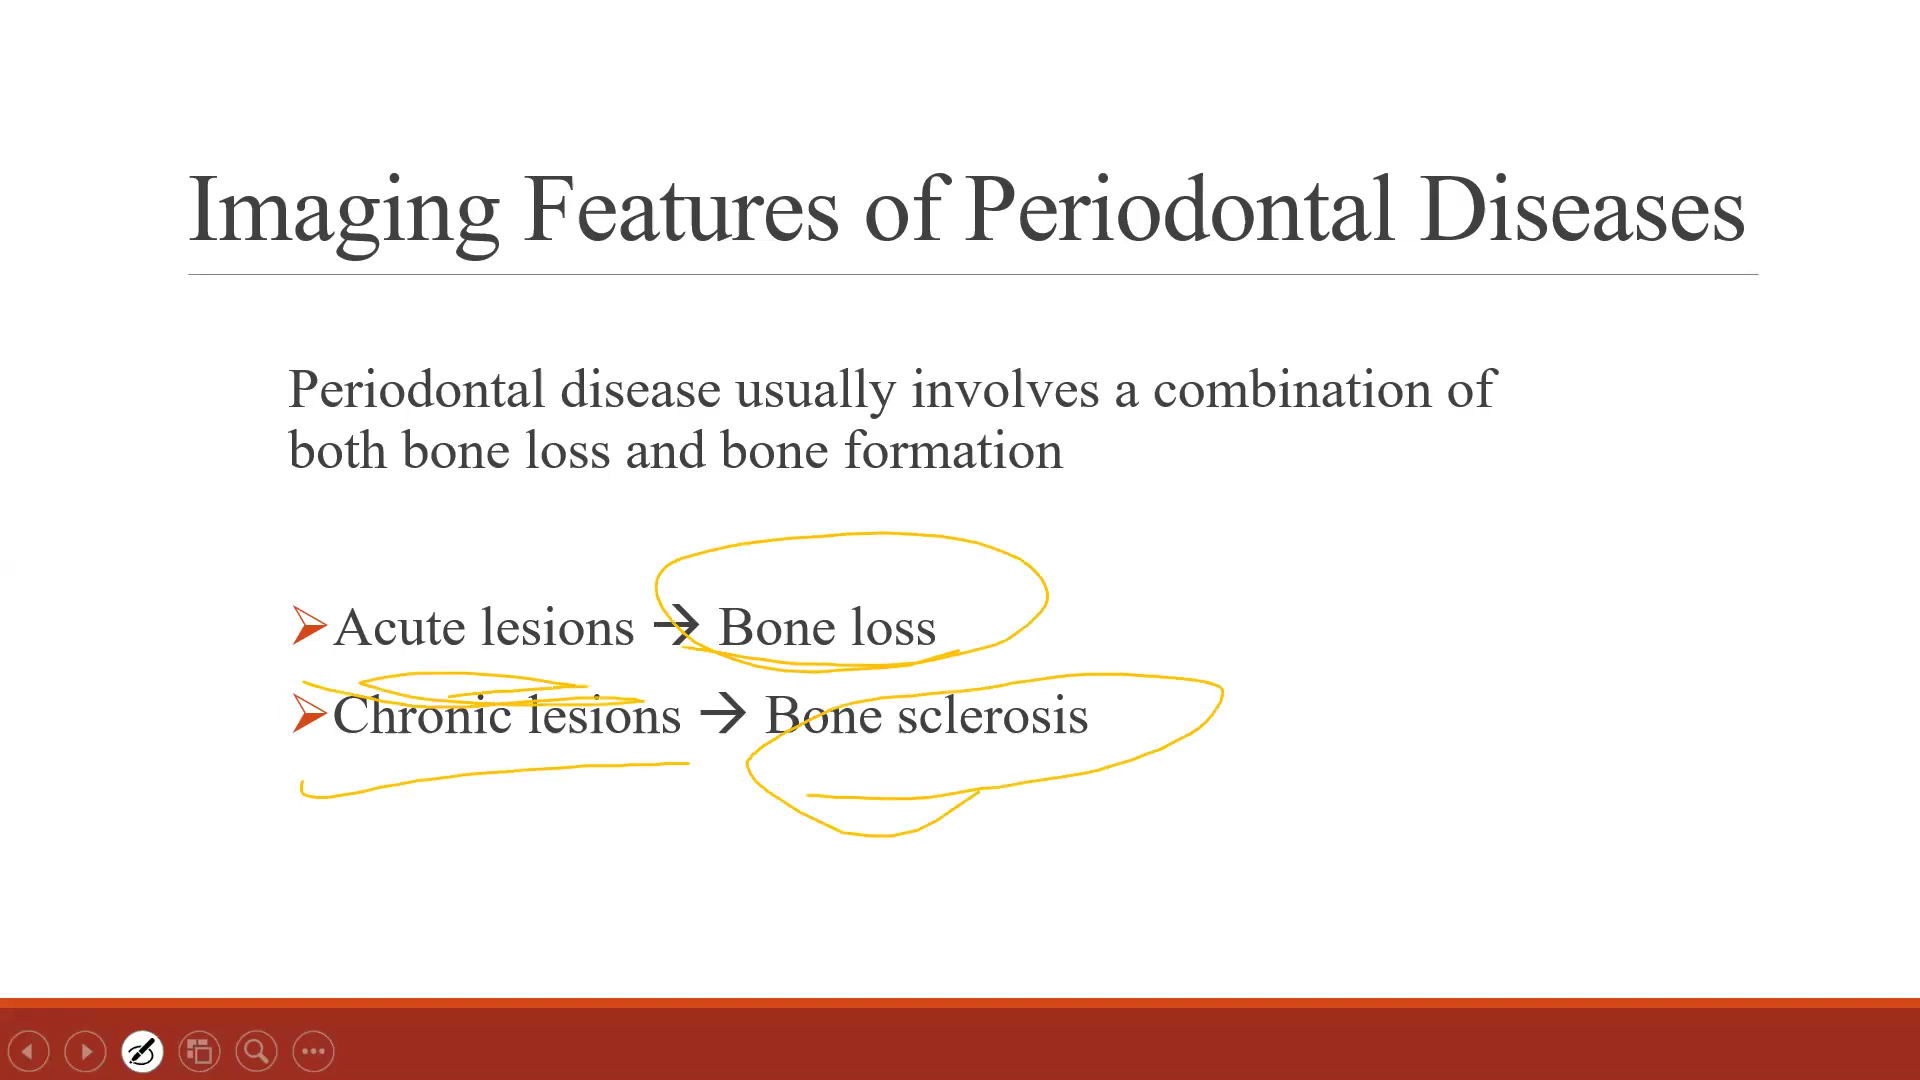 Imaging Features of Periodontal Diseases
Periodontal disease usually involves a combination of
both bone loss and bone formation
Acute lesions → Bone loss
Chronic lesions → Bone sclerosis